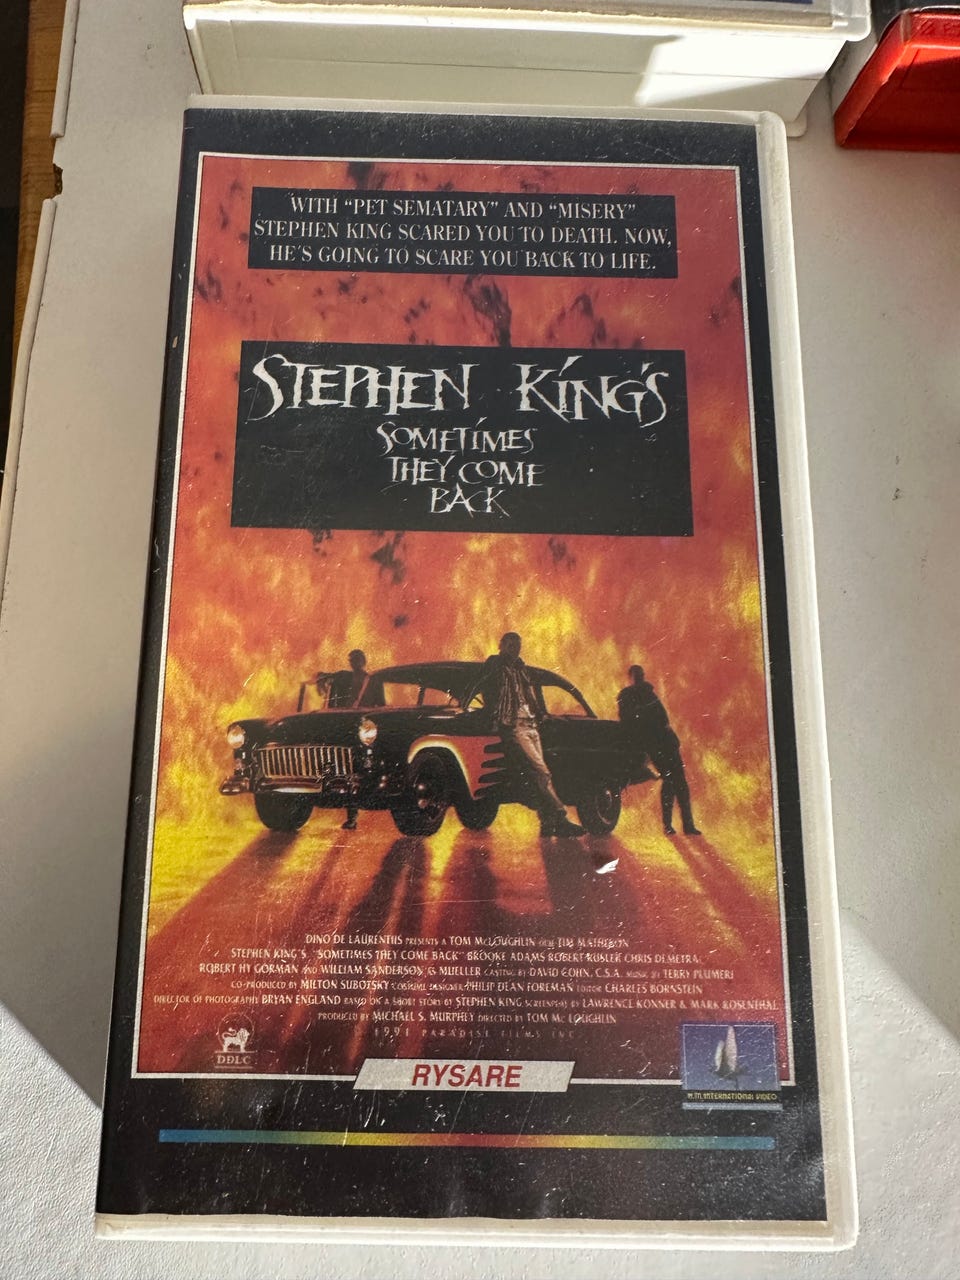 WITH "PET SEMATARY" AND "MISERY"
STEPHEN KING SCARED YOU TO DEATH. NOW,
HE'S GOING TO SCARE YOU BACK TO LIFE.
STEPHEN KING'S
SOMETIMES
THEY COME
BACK
DINO DE LAURENTIIS PRESENTS A TOM McLOUGHLIN FILM TIM MATHESON
STEPHEN KING'S "SOMETIMES THEY COME BACK" BROOKE ADAMS ROBERT RUSLER CHRIS DEMETRAL
ROBERT HY GORMAN AND WILLIAM SANDERSON G MUELLER CASTING BY DAVID COHN, C.S.A. MUSIC BY TERRY PLUMERI
CO-PRODUCED BY MILTON SUBOTSKY COSTUME DESIGNER PHILIP DEAN FOREMAN EDITOR CHARLES BORNSTEIN
DIRECTOR OF PHOTOGRAPHY BRYAN ENGLAND BASED ON A SHORT STORY BY STEPHEN KING SCREENPLAY BY LAWRENCE KONNER & MARK ROSENTHAL
PRODUCED BY MICHAEL S. MURPHEY DIRECTED BY TOM Mc LOUGHLIN
1991 PARADISE FILMS INC
DDLC
RYSARE
M.M. INTERNATIONAL VIDEO